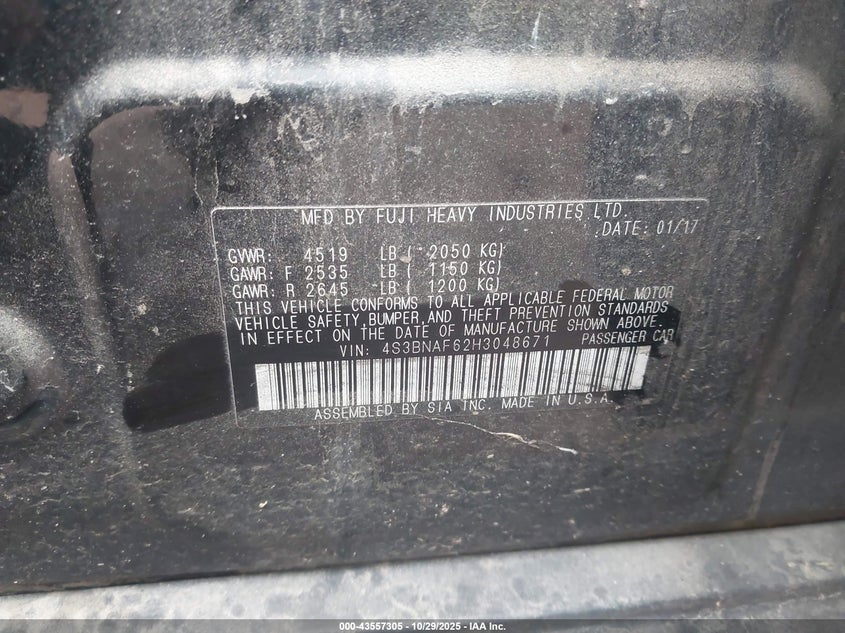 MFD BY FUJI HEAVY INDUSTRIES LTD.
DATE: 01/17
GVWR: 4519 LB ( 2050 KG)
GAWR: F 2535 LB ( 1150 KG)
GAWR: R 2645 LB ( 1200 KG)
THIS VEHICLE CONFORMS TO ALL APPLICABLE FEDERAL MOTOR
VEHICLE SAFETY, BUMPER, AND THEFT PREVENTION STANDARDS
IN EFFECT ON THE DATE OF MANUFACTURE SHOWN ABOVE.
VIN: 4S3BNAF62H3048671 PASSENGER CAR
ASSEMBLED BY SIA INC. MADE IN U.S.A.
000-43557305 - 10/29/2025 - IAA Inc.